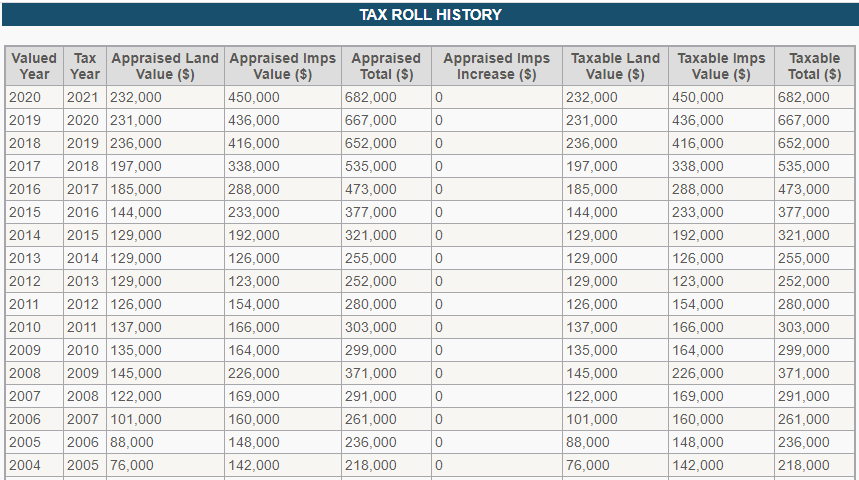 TAX ROLL HISTORY
Valued Year Tax Year Appraised Land Value ($) Appraised Imps Value ($) Appraised Total ($) Appraised Imps Increase ($) Taxable Land Value ($) Taxable Imps Value ($) Taxable Total ($)
2020 2021 232,000 450,000 682,000 0 232,000 450,000 682,000
2019 2020 231,000 436,000 667,000 0 231,000 436,000 667,000
2018 2019 236,000 416,000 652,000 0 236,000 416,000 652,000
2017 2018 197,000 338,000 535,000 0 197,000 338,000 535,000
2016 2017 185,000 288,000 473,000 0 185,000 288,000 473,000
2015 2016 144,000 233,000 377,000 0 144,000 233,000 377,000
2014 2015 129,000 192,000 321,000 0 129,000 192,000 321,000
2013 2014 129,000 126,000 255,000 0 129,000 126,000 255,000
2012 2013 129,000 123,000 252,000 0 129,000 123,000 252,000
2011 2012 126,000 154,000 280,000 0 126,000 154,000 280,000
2010 2011 137,000 166,000 303,000 0 137,000 166,000 303,000
2009 2010 135,000 164,000 299,000 0 135,000 164,000 299,000
2008 2009 145,000 226,000 371,000 0 145,000 226,000 371,000
2007 2008 122,000 169,000 291,000 0 122,000 169,000 291,000
2006 2007 101,000 160,000 261,000 0 101,000 160,000 261,000
2005 2006 88,000 148,000 236,000 0 88,000 148,000 236,000
2004 2005 76,000 142,000 218,000 0 76,000 142,000 218,000